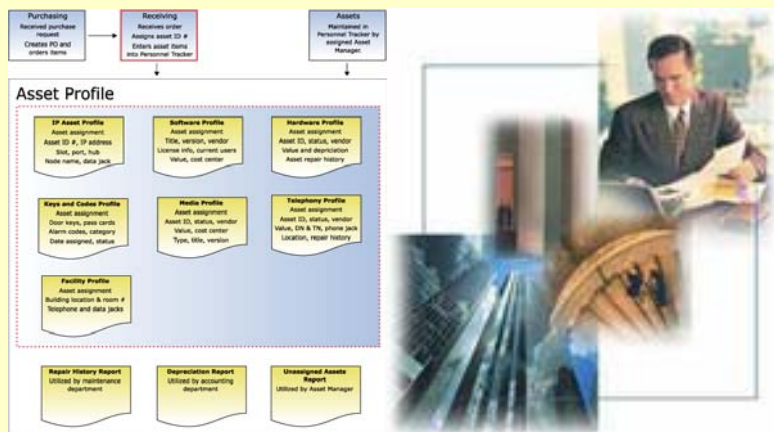 Purchasing
Received purchase
request
Creates PO and
orders items
Receiving
Receives order
Assigns asset ID #
Enters asset items
into Personnel Tracker
Assets
Maintained in
Personnel Tracker by
assigned Asset
Manager.
Asset Profile
IP Asset Profile
Asset assignment
Asset ID #, IP address
Slot, port, hub
Node name, data jack
Software Profile
Asset assignment
Title, version, vendor
License info, current users
Value, cost center
Hardware Profile
Asset assignment
Asset ID, status, vendor
Value and depriciation
Asset repair history
Keys and Codes Profile
Asset assignment
Door keys, pass cards
Alarm codes, category
Date assigned, status
Media Profile
Asset assignment
Asset ID, status, vendor
Value, cost center
Type, title, version
Telephony Profile
Asset assignment
Asset ID, status, vendor
Value, DN & TN, phone jack
Location, repair history
Facility Profile
Asset assignment
Building location & room #
Telephone and data jacks
Repair History Report
Utilized by maintenance
department
Depreciation Report
Utilized by accounting
department
Unassigned Assets
Report
Utilized by Asset Manager